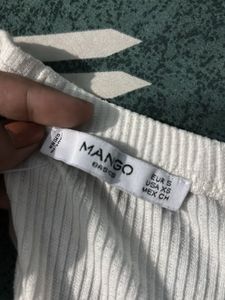 MANGO
BASICS
EUR S
USA XS
MEX CH